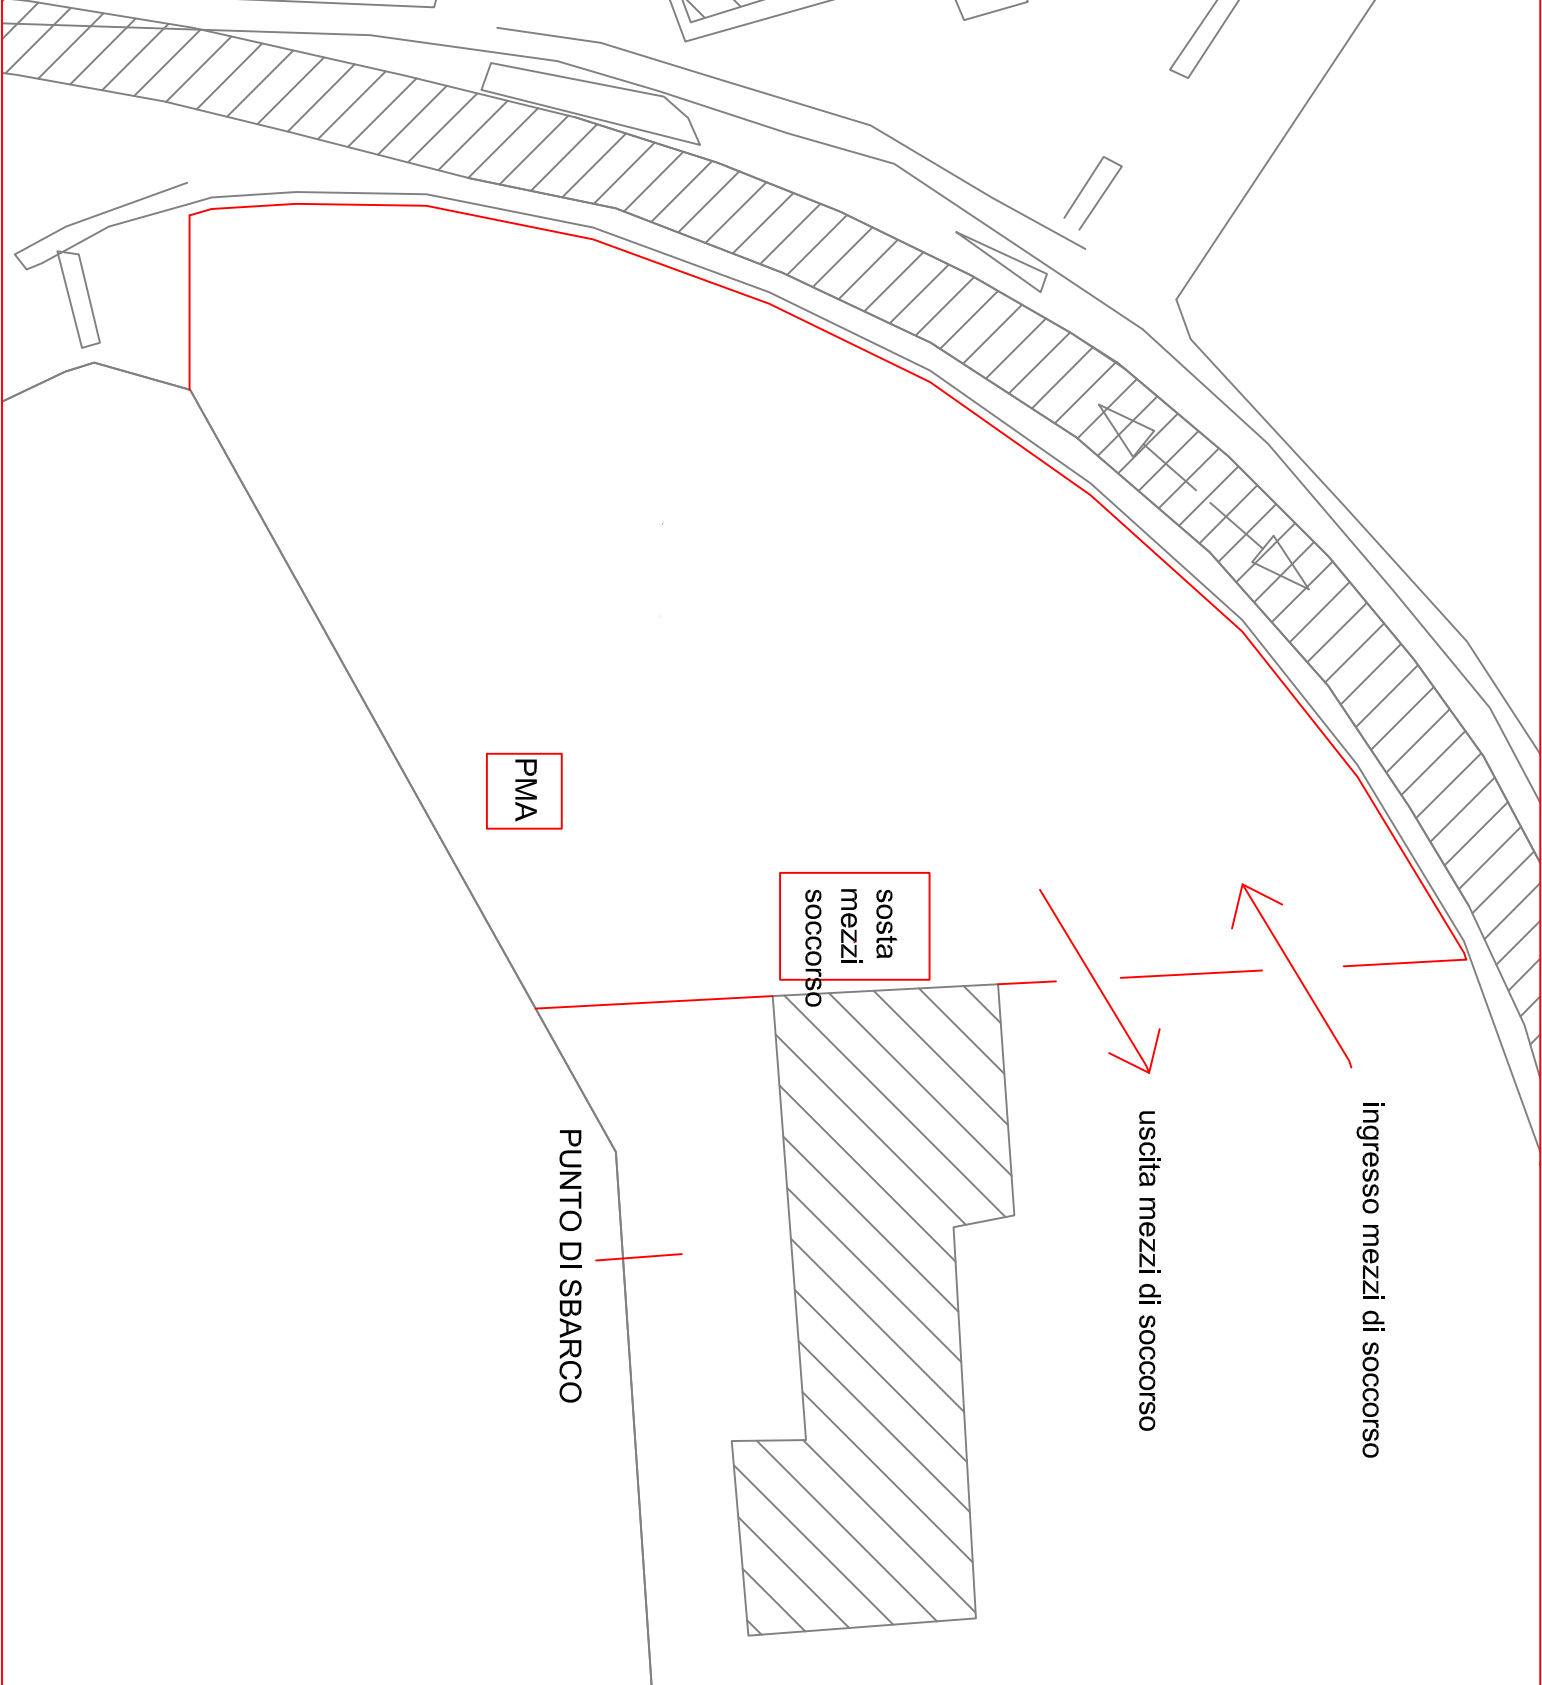 PMA
sosta
mezzi
soccorso
ingresso mezzi di soccorso
uscita mezzi di soccorso
PUNTO DI SBARCO